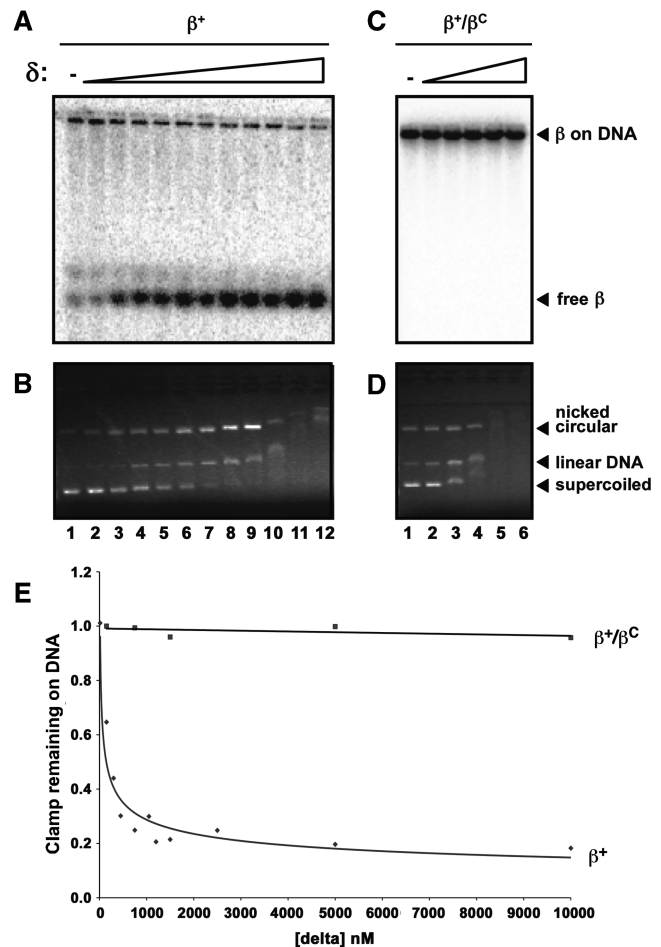 A
β⁺
C
β⁺/βᶜ
δ:
-
-
β on DNA
free β
B
D
nicked
circular
linear DNA
supercoiled
1 2 3 4 5 6 7 8 9 10 11 12
1 2 3 4 5 6
E
1.2
1.0
0.8
0.6
0.4
0.2
0.0
Clamp remaining on DNA
β⁺/βᶜ
β⁺
0 1000 2000 3000 4000 5000 6000 7000 8000 9000 10000
[delta] nM